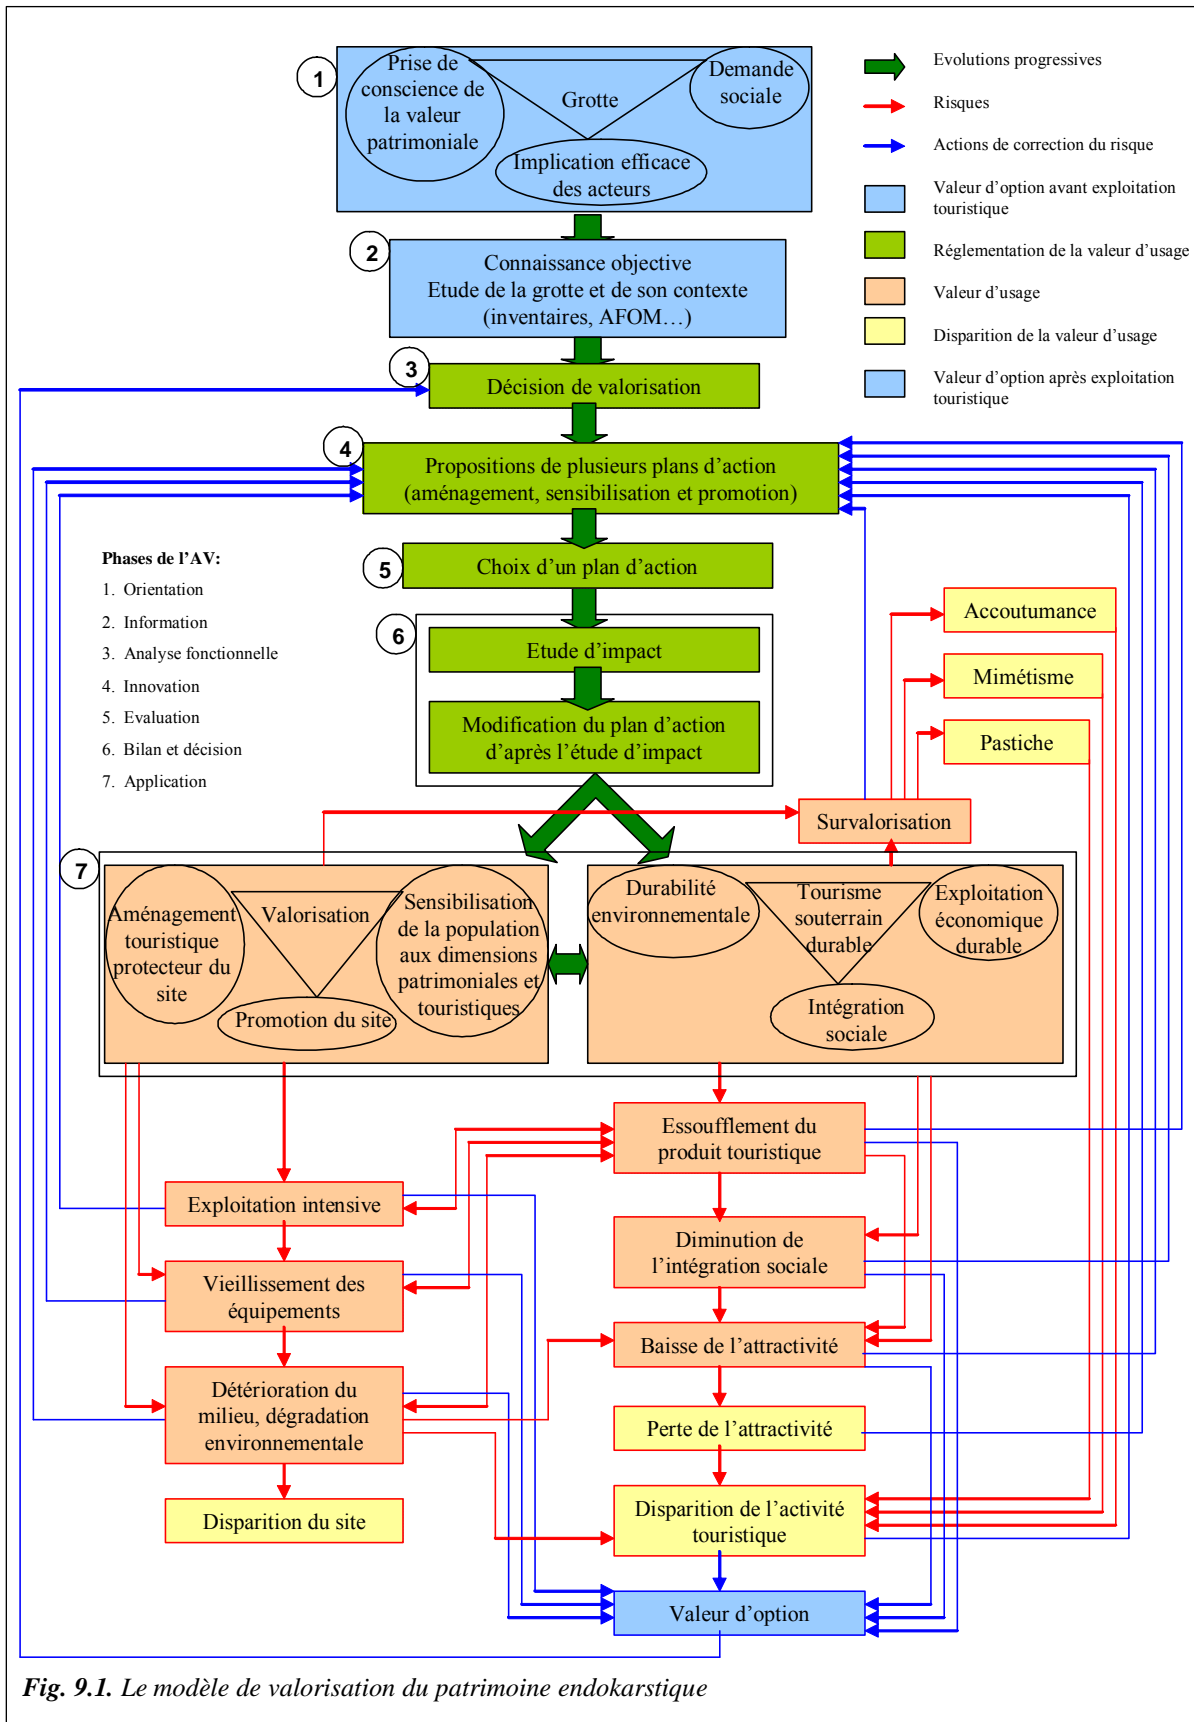 1
Prise de
conscience de
la valeur
patrimoniale
Grotte
Demande
sociale
Implication efficace
des acteurs
Evolutions progressives
Risques
Actions de correction du risque
Valeur d'option avant exploitation
touristique
Réglementation de la valeur d'usage
Valeur d'usage
Disparition de la valeur d'usage
Valeur d'option après exploitation
touristique
2
Connaissance objective
Etude de la grotte et de son contexte
(inventaires, AFOM…)
3
Décision de valorisation
4
Propositions de plusieurs plans d'action
(aménagement, sensibilisation et promotion)
Phases de l'AV:
1. Orientation
2. Information
3. Analyse fonctionnelle
4. Innovation
5. Evaluation
6. Bilan et décision
7. Application
5
Choix d'un plan d'action
6
Etude d'impact
Modification du plan d'action
d'après l'étude d'impact
Accoutumance
Mimétisme
Pastiche
Survalorisation
7
Aménagement
touristique
protecteur du
site
Valorisation
Sensibilisation
de la population
aux dimensions
patrimoniales et
touristiques
Promotion du site
Durabilité
environnementale
Tourisme
souterrain
durable
Exploitation
économique
durable
Intégration
sociale
Essoufflement du
produit touristique
Exploitation intensive
Diminution de
l'intégration sociale
Vieillissement des
équipements
Baisse de l'attractivité
Détérioration du
milieu, dégradation
environnementale
Perte de l'attractivité
Disparition du site
Disparition de l'activité
touristique
Valeur d'option
Fig. 9.1. Le modèle de valorisation du patrimoine endokarstique